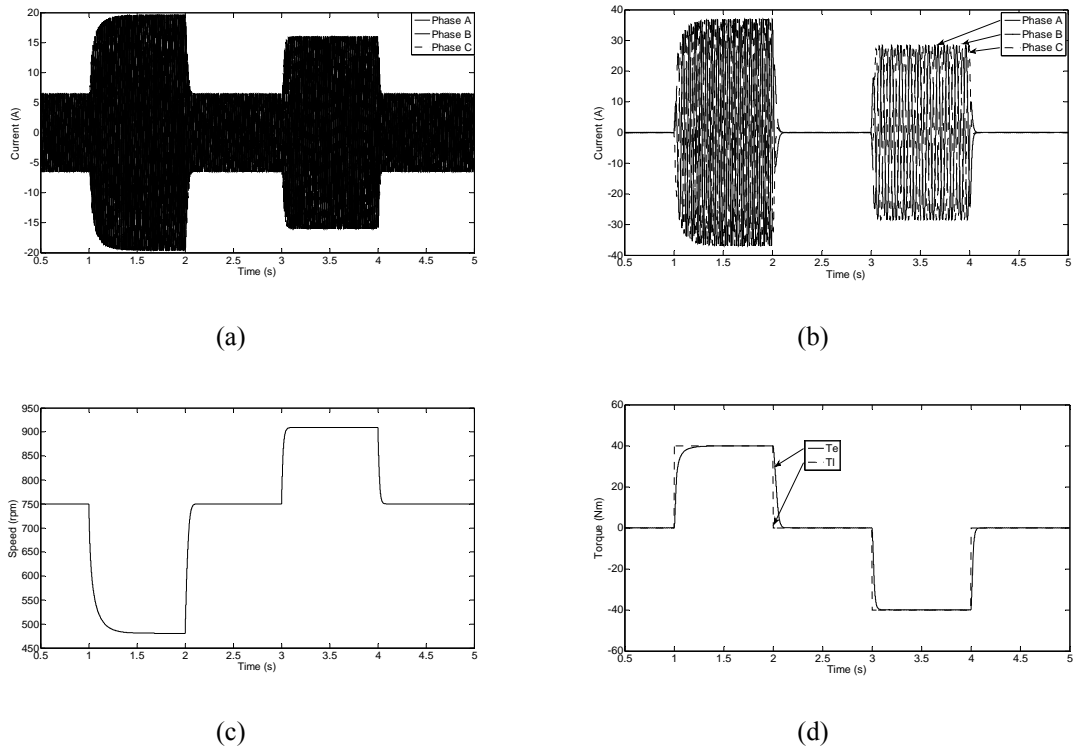 20
15
10
5
0
-5
-10
-15
-20
0.5 1 1.5 2 2.5 3 3.5 4 4.5 5
Current (A)
Time (s)
Phase A
Phase B
Phase C
(a)
40
30
20
10
0
-10
-20
-30
-40
0.5 1 1.5 2 2.5 3 3.5 4 4.5 5
Current (A)
Time (s)
Phase A
Phase B
Phase C
(b)
950
900
850
800
750
700
650
600
550
500
450
0.5 1 1.5 2 2.5 3 3.5 4 4.5 5
Speed (rpm)
Time (s)
(c)
60
40
20
0
-20
-40
-60
0.5 1 1.5 2 2.5 3 3.5 4 4.5 5
Torque (Nm)
Time (s)
Te
Tl
(d)